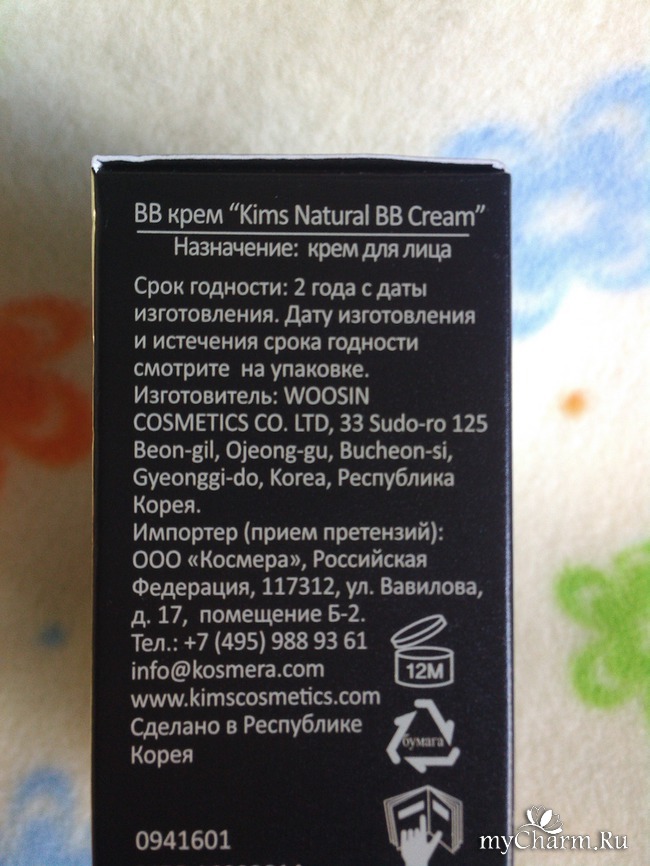 BB крем “Kims Natural BB Cream”
Назначение: крем для лица
Срок годности: 2 года с даты
изготовления. Дату изготовления
и истечения срока годности
смотрите на упаковке.
Изготовитель: WOOSIN
COSMETICS CO. LTD, 33 Sudo-ro 125
Beon-gil, Ojeong-gu, Bucheon-si,
Gyeonggi-do, Korea, Республика
Корея.
Импортер (прием претензий):
ООО «Космера», Российская
Федерация, 117312, ул. Вавилова,
д. 17, помещение Б-2.
Тел.: +7 (495) 988 93 61
info@kosmera.com
12M
www.kimscosmetics.com
Сделано в Республике
Корея
бумага
0941601
myCharm.Ru